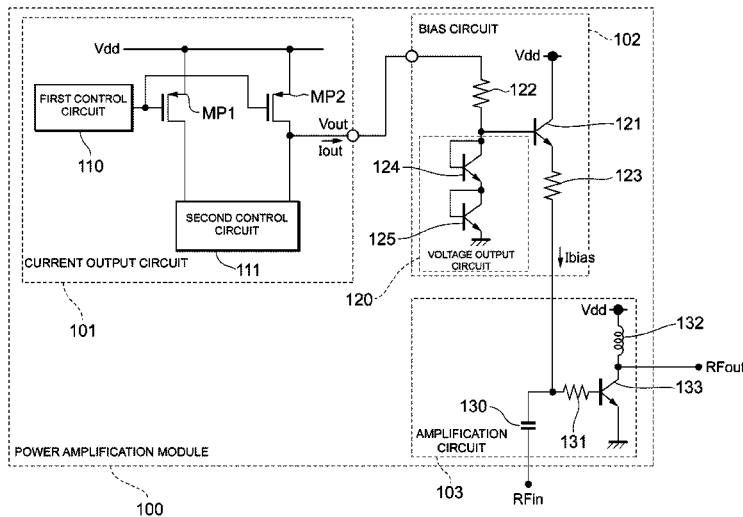 BIAS CIRCUIT
102
Vdd
Vdd
122
MP2
FIRST CONTROL
CIRCUIT
MP1
Vout
Iout
121
110
124
123
SECOND CONTROL
CIRCUIT
125
VOLTAGE OUTPUT
CIRCUIT
Ibias
CURRENT OUTPUT CIRCUIT
111
120
101
Vdd
132
RFout
130
133
131
AMPLIFICATION
CIRCUIT
POWER AMPLIFICATION MODULE
100
103
RFin